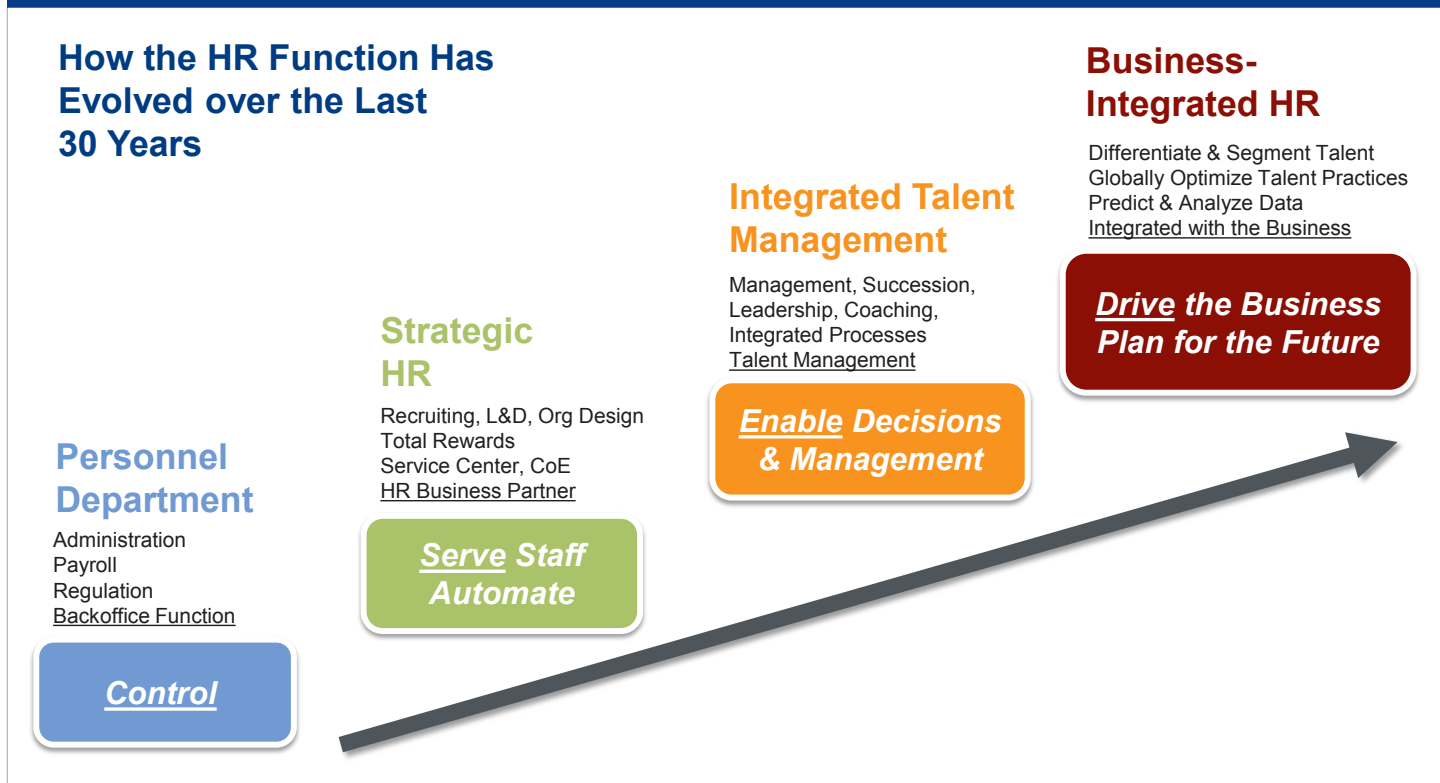 How the HR Function Has
Evolved over the Last
30 Years
Personnel
Department
Administration
Payroll
Regulation
Backoffice Function
Control
Strategic
HR
Recruiting, L&D, Org Design
Total Rewards
Service Center, CoE
HR Business Partner
Serve Staff
Automate
Integrated Talent
Management
Management, Succession,
Leadership, Coaching,
Integrated Processes
Talent Management
Enable Decisions
& Management
Business-
Integrated HR
Differentiate & Segment Talent
Globally Optimize Talent Practices
Predict & Analyze Data
Integrated with the Business
Drive the Business
Plan for the Future